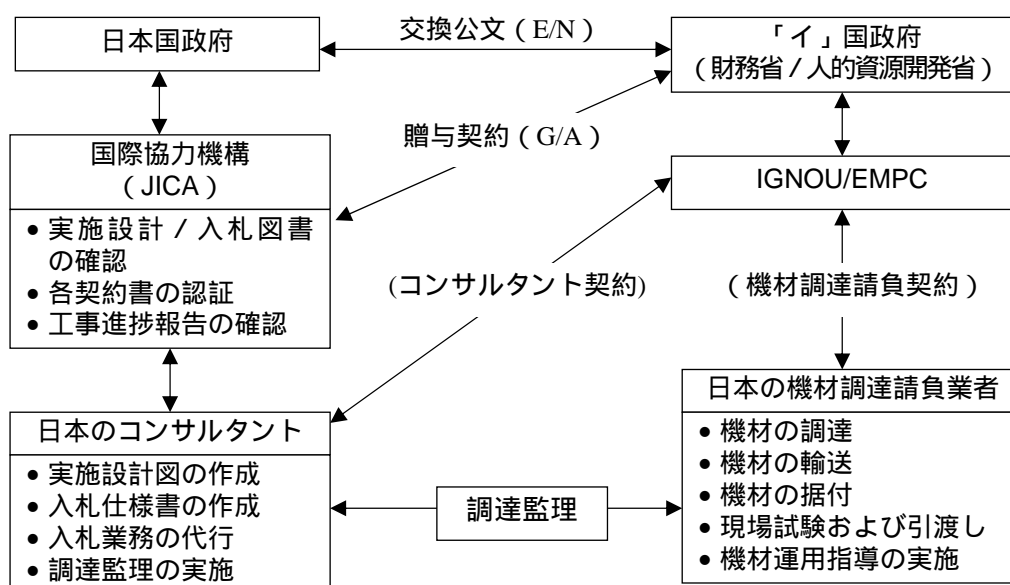 日本国政府
交換公文(E/N)
「イ」国政府
(財務省/人的資源開発省)
贈与契約(G/A)
国際協力機構
(JICA)
• 実施設計/入札図書
の確認
• 各契約書の認証
• 工事進捗報告の確認
IGNOU/EMPC
(コンサルタント契約)
(機材調達請負契約)
日本のコンサルタント
• 実施設計図の作成
• 入札仕様書の作成
• 入札業務の代行
• 調達監理の実施
調達監理
日本の機材調達請負業者
• 機材の調達
• 機材の輸送
• 機材の据付
• 現場試験および引渡し
• 機材運用指導の実施